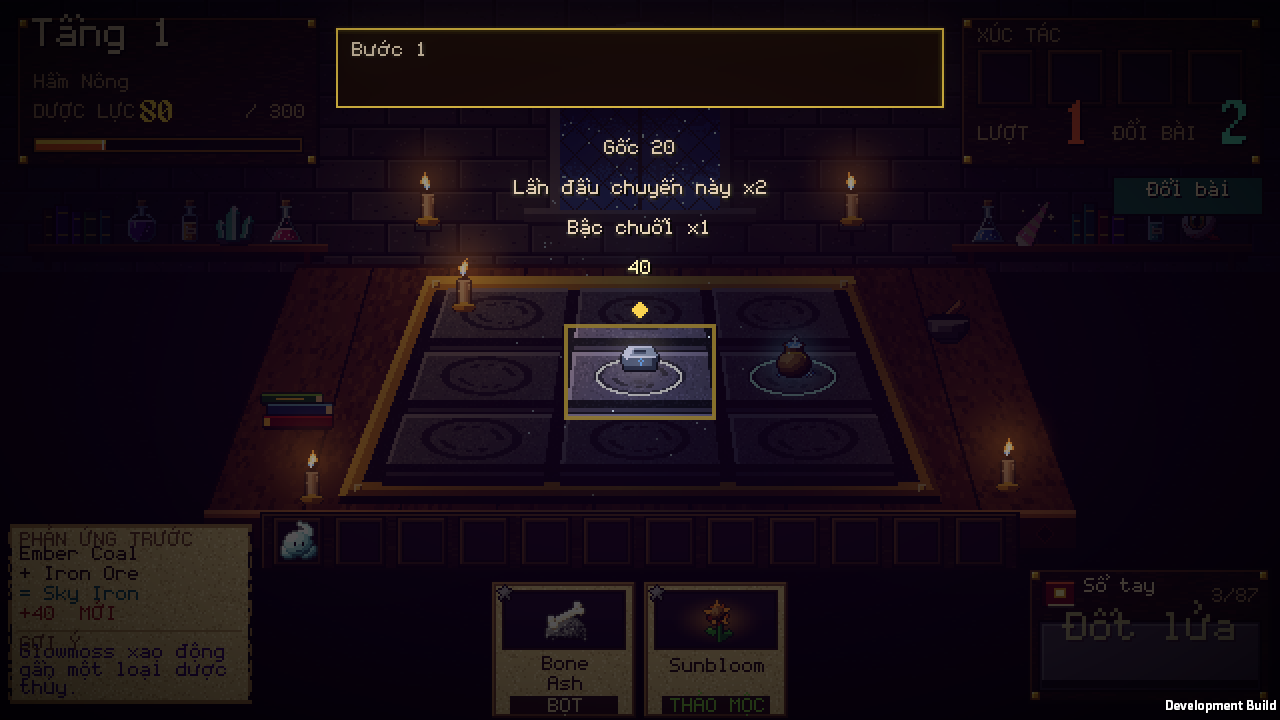 Tầng 1
Hầm Nông
DƯỢC LỰC 80 / 300
Bước 1
XÚC TÁC
LƯỢT 1 ĐỔI BÀI 2
Đổi bài
Gốc 20
Lần đầu chuyến này x2
Bậc chuỗi x1
40
PHẢN ỨNG TRƯỚC
Ember Coal
+ Iron Ore
= Sky Iron
+40 MỚI
GỢI Ý
Glowmoss xao động
gần một loại dược
thủy.
Bone
Ash
BỘT
Sunbloom
THẢO MỘC
Sổ tay
3/87
Đốt lửa
Development Build